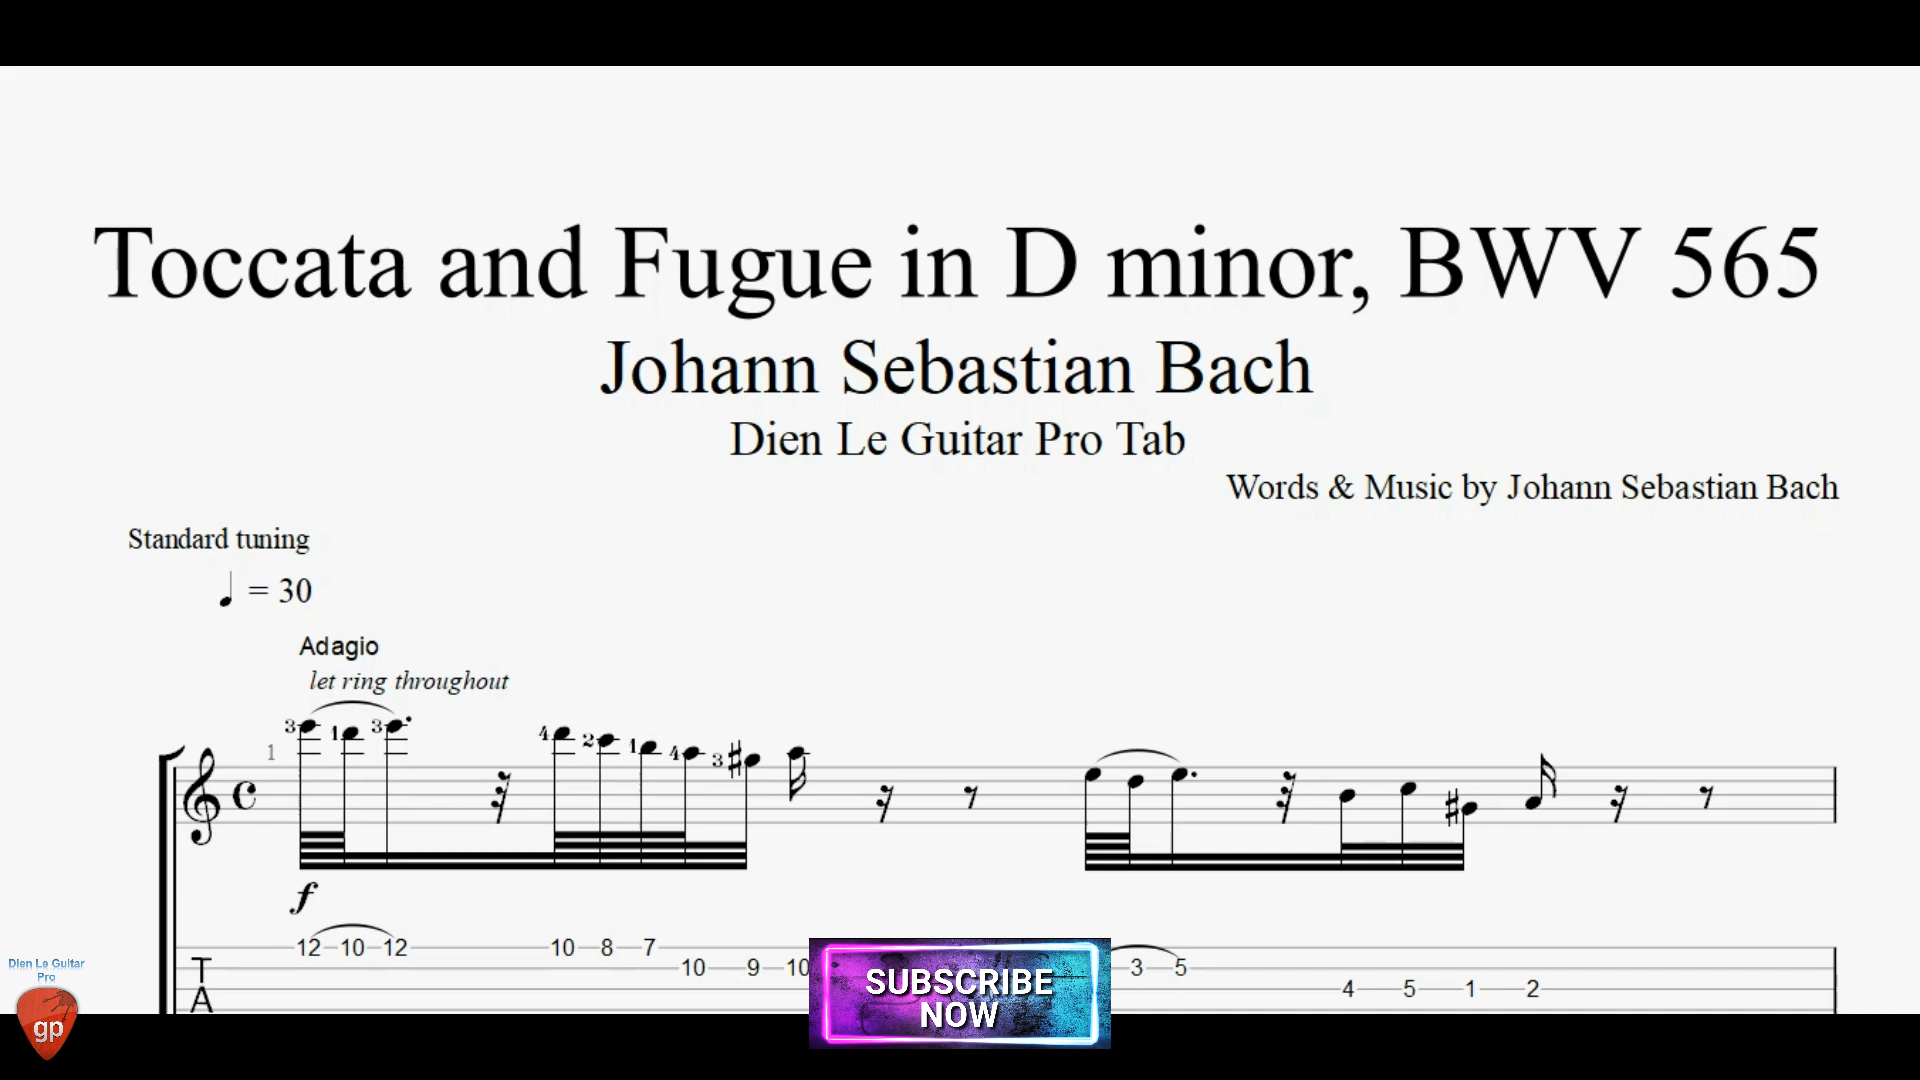 Toccata and Fugue in D minor, BWV 565
Johann Sebastian Bach
Dien Le Guitar Pro Tab
Words & Music by Johann Sebastian Bach
Standard tuning
= 30
Adagio
let ring throughout
3 1 3 4 2 1 4 3
1
f
12 10 12 10 8 7
T 10 9 10 3 5
A 4 5 1 2
SUBSCRIBE
NOW
Dien Le Guitar
Pro
gp